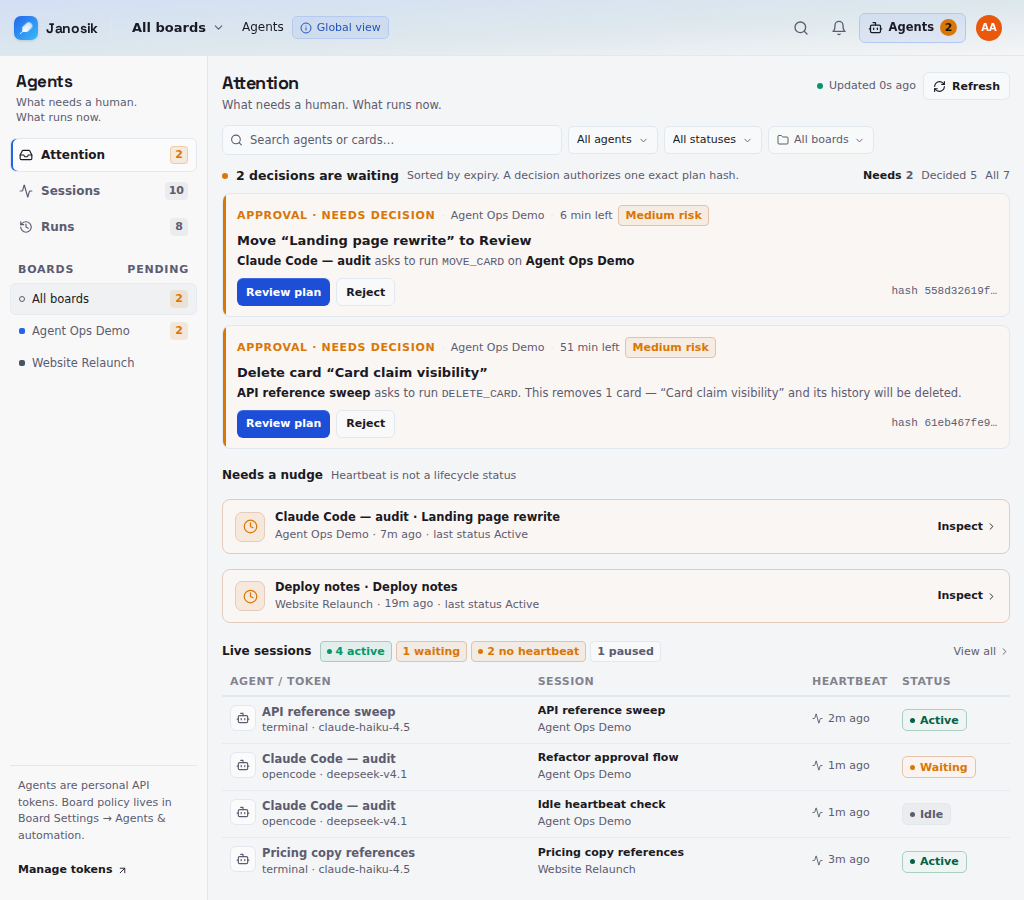 Janosik
All boards
Agents
Global view
Agents 2
AA
Agents
What needs a human.
What runs now.
Attention 2
Sessions 10
Runs 8
BOARDS PENDING
All boards 2
Agent Ops Demo 2
Website Relaunch
Agents are personal API
tokens. Board policy lives in
Board Settings → Agents &
automation.
Manage tokens
Attention
What needs a human. What runs now.
Updated 0s ago
Refresh
Search agents or cards…
All agents
All statuses
All boards
2 decisions are waiting Sorted by expiry. A decision authorizes one exact plan hash.
Needs 2 Decided 5 All 7
APPROVAL · NEEDS DECISION · Agent Ops Demo · 6 min left Medium risk
Move “Landing page rewrite” to Review
Claude Code — audit asks to run MOVE_CARD on Agent Ops Demo
Review plan Reject hash 558d32619f…
APPROVAL · NEEDS DECISION · Agent Ops Demo · 51 min left Medium risk
Delete card “Card claim visibility”
API reference sweep asks to run DELETE_CARD. This removes 1 card — “Card claim visibility” and its history will be deleted.
Review plan Reject hash 61eb467fe9…
Needs a nudge Heartbeat is not a lifecycle status
Claude Code — audit · Landing page rewrite
Agent Ops Demo · 7m ago · last status Active
Inspect
Deploy notes · Deploy notes
Website Relaunch · 19m ago · last status Active
Inspect
Live sessions 4 active 1 waiting 2 no heartbeat 1 paused View all
AGENT / TOKEN SESSION HEARTBEAT STATUS
API reference sweep API reference sweep 2m ago Active
terminal · claude-haiku-4.5 Agent Ops Demo
Claude Code — audit Refactor approval flow 1m ago Waiting
opencode · deepseek-v4.1 Agent Ops Demo
Claude Code — audit Idle heartbeat check 1m ago Idle
opencode · deepseek-v4.1 Agent Ops Demo
Pricing copy references Pricing copy references 3m ago Active
terminal · claude-haiku-4.5 Website Relaunch